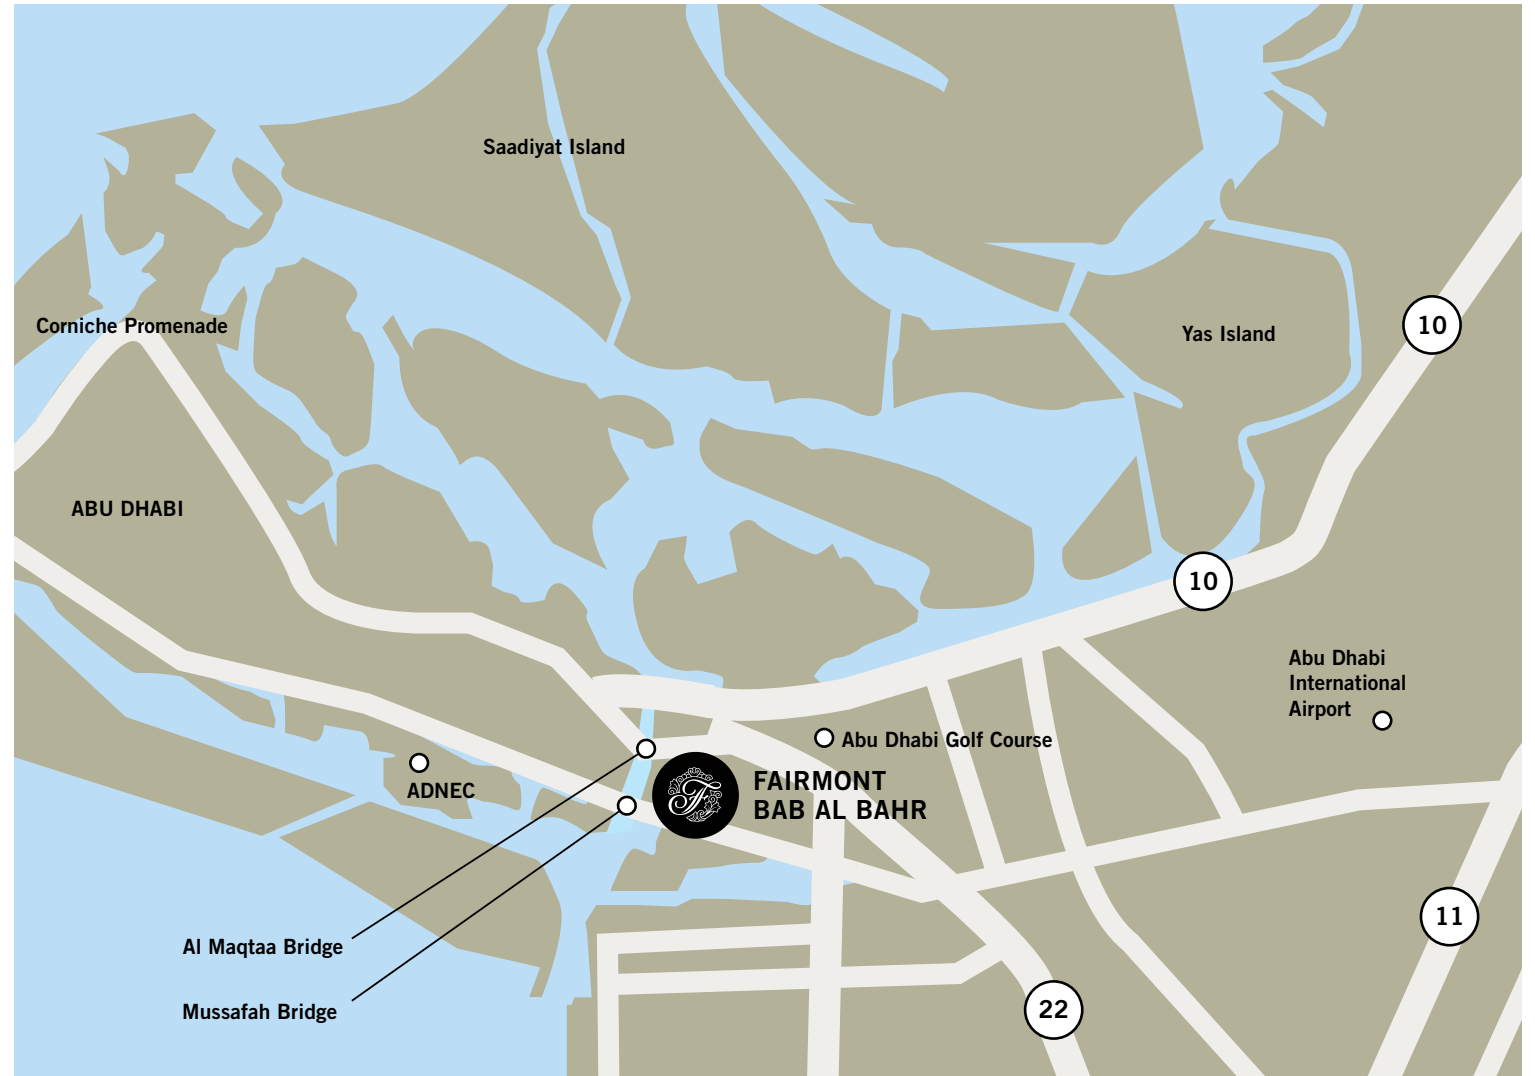 Saadiyat Island
Corniche Promenade
Yas Island
10
ABU DHABI
10
Abu Dhabi
International
Airport
Abu Dhabi Golf Course
ADNEC
FAIRMONT
BAB AL BAHR
11
Al Maqtaa Bridge
Mussafah Bridge
22